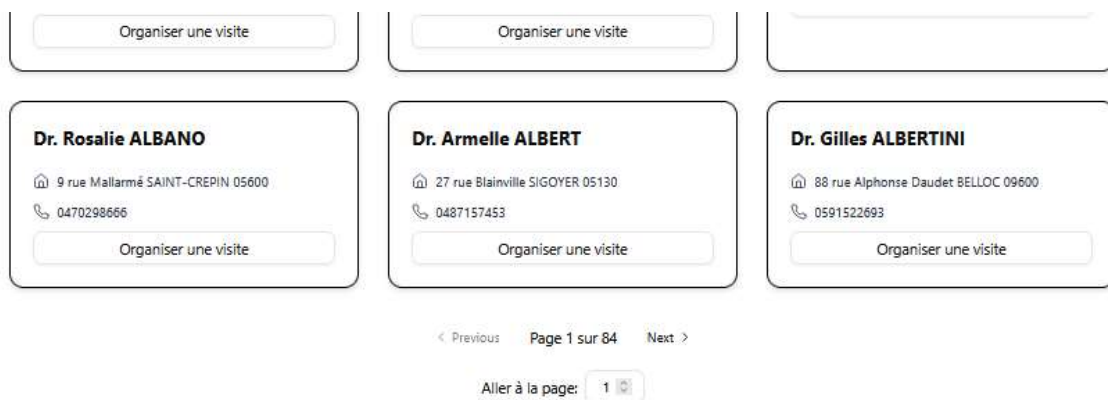 Organiser une visite
Organiser une visite
Dr. Rosalie ALBANO
9 rue Mallarmé SAINT-CREPIN 05600
0470298666
Organiser une visite
Dr. Armelle ALBERT
27 rue Blainville SIGOYER 05130
0487157453
Organiser une visite
Dr. Gilles ALBERTINI
88 rue Alphonse Daudet BELLOC 09600
0591522693
Organiser une visite
Previous Page 1 sur 84 Next
Aller à la page: 1